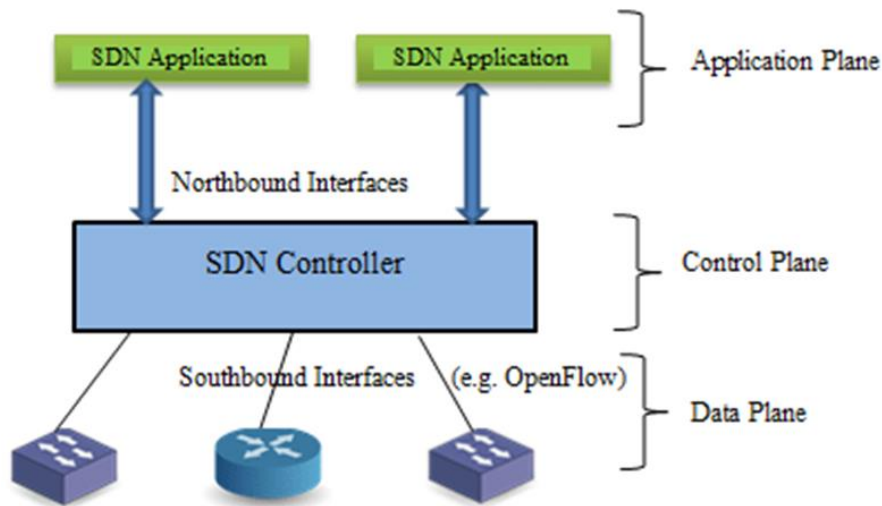 SDN Application
SDN Application
Application Plane
Northbound Interfaces
SDN Controller
Control Plane
Southbound Interfaces (e.g. OpenFlow)
Data Plane